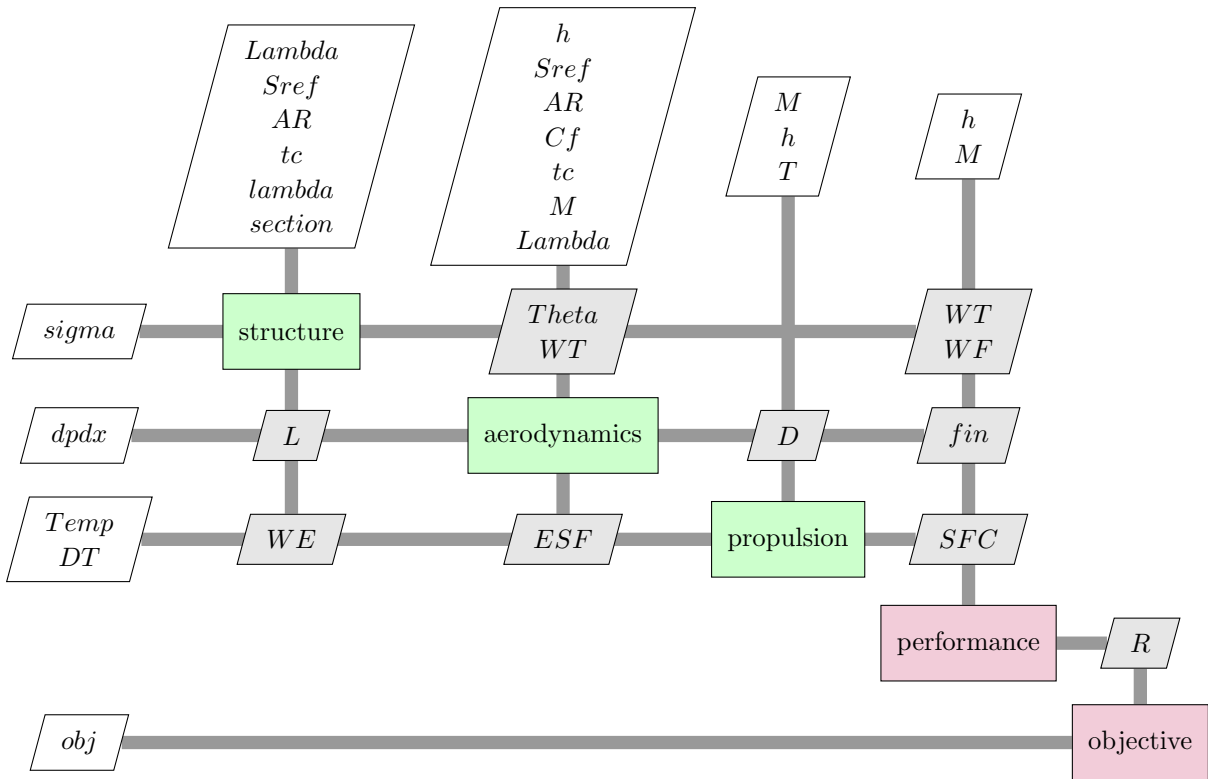 Lambda
Sref
AR
tc
lambda
section
h
Sref
AR
Cf
tc
M
Lambda
M
h
T
h
M
sigma
structure
Theta
WT
WT
WF
dpdx
L
aerodynamics
D
fin
Temp
DT
WE
ESF
propulsion
SFC
performance
R
obj
objective